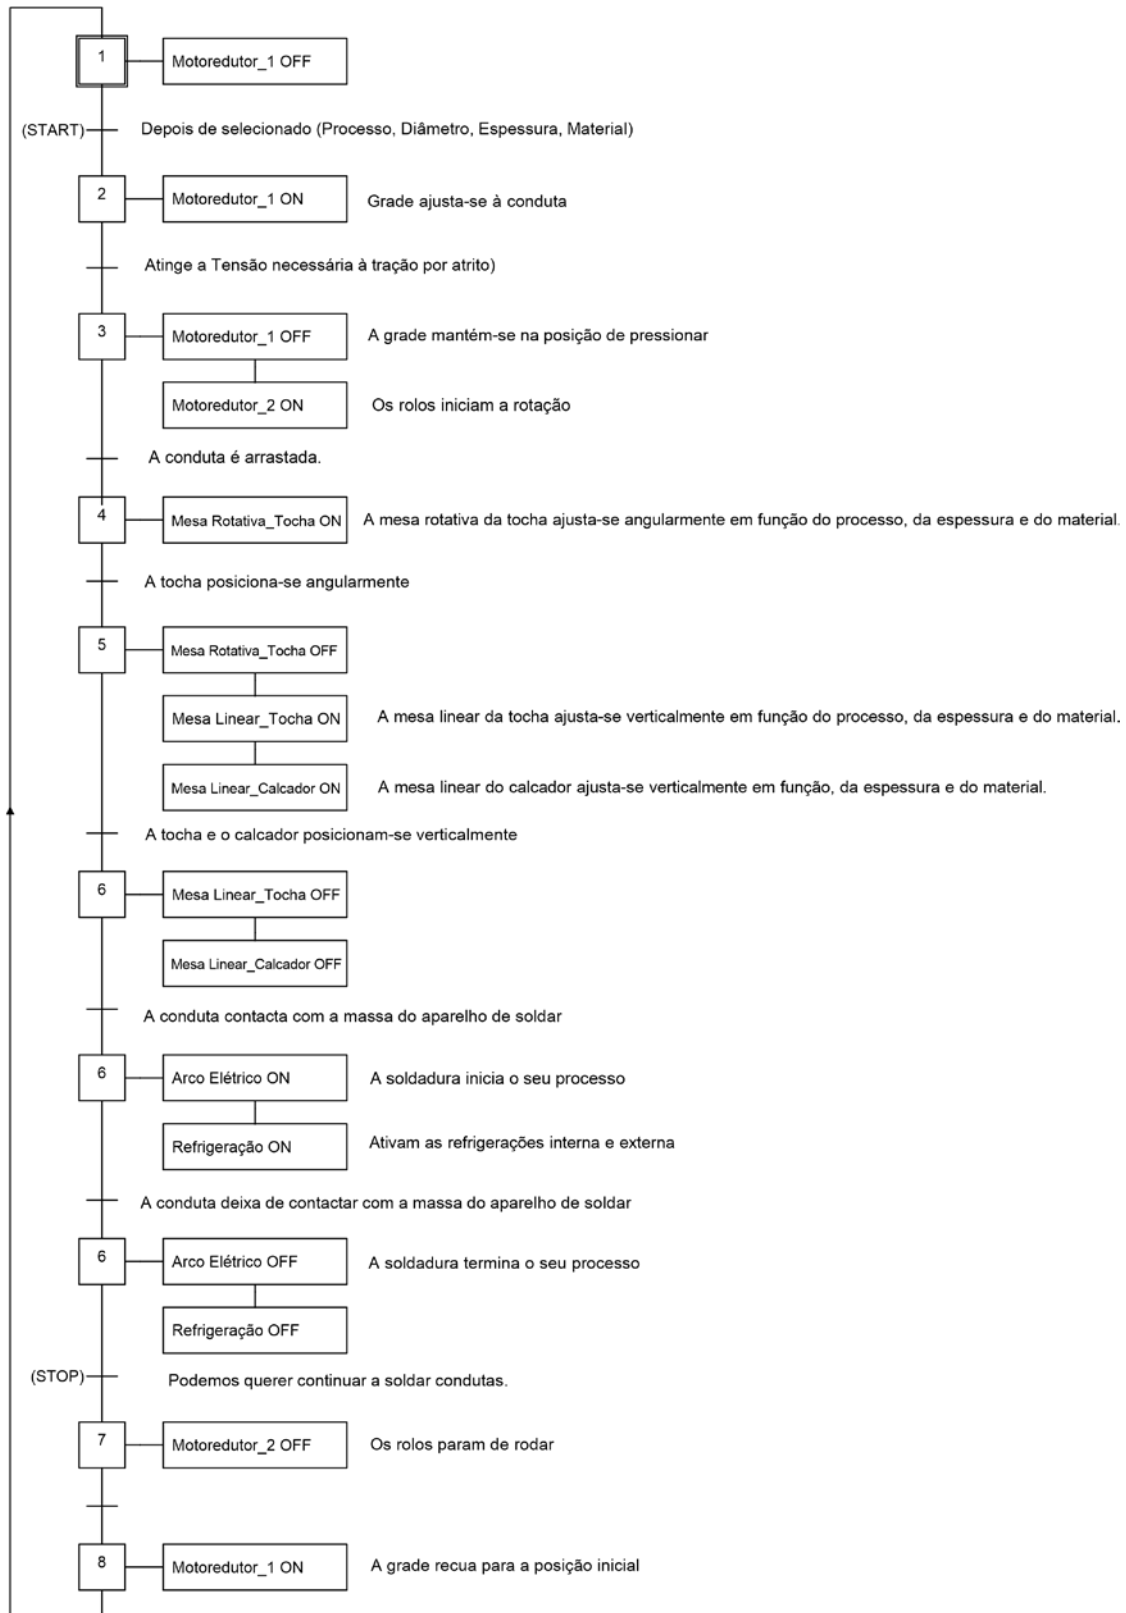 1
Motoredutor_1 OFF
(START)
Depois de selecionado (Processo, Diâmetro, Espessura, Material)
2
Motoredutor_1 ON
Grade ajusta-se à conduta
Atinge a Tensão necessária à tração por atrito)
3
Motoredutor_1 OFF
A grade mantém-se na posição de pressionar
Motoredutor_2 ON
Os rolos iniciam a rotação
A conduta é arrastada.
4
Mesa Rotativa_Tocha ON
A mesa rotativa da tocha ajusta-se angularmente em função do processo, da espessura e do material.
A tocha posiciona-se angularmente
5
Mesa Rotativa_Tocha OFF
Mesa Linear_Tocha ON
A mesa linear da tocha ajusta-se verticalmente em função do processo, da espessura e do material.
Mesa Linear_Calcador ON
A mesa linear do calcador ajusta-se verticalmente em função, da espessura e do material.
A tocha e o calcador posicionam-se verticalmente
6
Mesa Linear_Tocha OFF
Mesa Linear_Calcador OFF
A conduta contacta com a massa do aparelho de soldar
6
Arco Elétrico ON
A soldadura inicia o seu processo
Refrigeração ON
Ativam as refrigerações interna e externa
A conduta deixa de contactar com a massa do aparelho de soldar
6
Arco Elétrico OFF
A soldadura termina o seu processo
Refrigeração OFF
(STOP)
Podemos querer continuar a soldar condutas.
7
Motoredutor_2 OFF
Os rolos param de rodar
8
Motoredutor_1 ON
A grade recua para a posição inicial